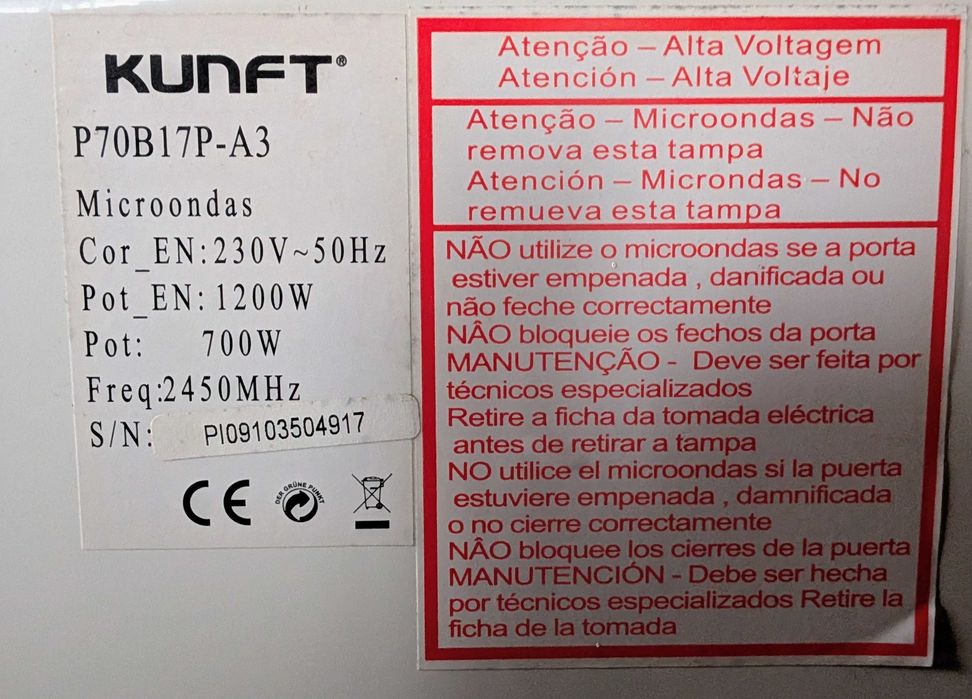 KUNFT®
P70B17P-A3
Microondas
Cor_EN:230V~50Hz
Pot_EN: 1200W
Pot: 700W
Freq:2450MHz
S/N: PI09103504917
CE DER GRÜNE PUNKT
Atenção – Alta Voltagem
Atención – Alta Voltaje
Atenção – Microondas – Não
remova esta tampa
Atención – Microndas – No
remueva esta tampa
NÃO utilize o microondas se a porta
estiver empenada , danificada ou
não feche correctamente
NÂO bloqueie os fechos da porta
MANUTENÇÃO - Deve ser feita por
técnicos especializados
Retire a ficha da tomada eléctrica
antes de retirar a tampa
NO utilice el microondas si la puerta
estuviere empenada , damnificada
o no cierre correctamente
NÂO bloquee los cierres de la puerta
MANUTENCIÓN - Debe ser hecha
por técnicos especializados Retire la
ficha de la tomada